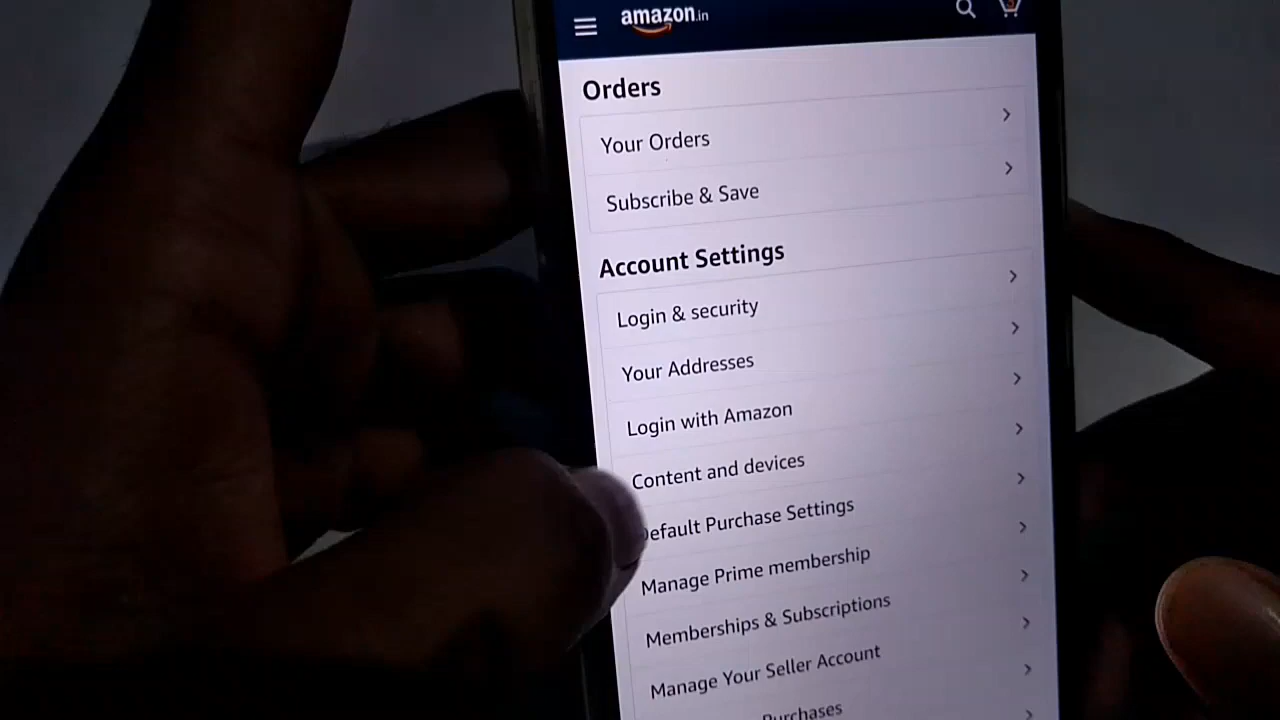 amazon.in
Orders
Your Orders
Subscribe & Save
Account Settings
Login & security
Your Addresses
Login with Amazon
Content and devices
Default Purchase Settings
Manage Prime membership
Memberships & Subscriptions
Manage Your Seller Account
Purchases